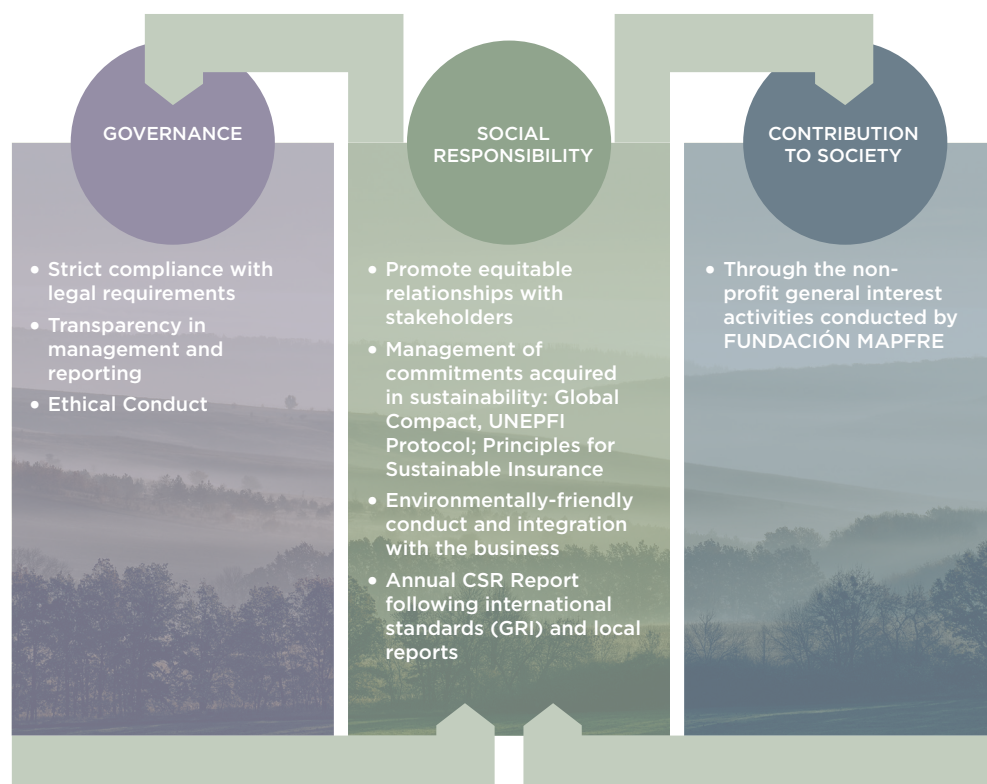 GOVERNANCE
• Strict compliance with
legal requirements
• Transparency in
management and
reporting
• Ethical Conduct
SOCIAL
RESPONSIBILITY
• Promote equitable
relationships with
stakeholders
• Management of
commitments acquired
in sustainability: Global
Compact, UNEPFI
Protocol; Principles for
Sustainable Insurance
• Environmentally-friendly
conduct and integration
with the business
• Annual CSR Report
following international
standards (GRI) and local
reports
CONTRIBUTION
TO SOCIETY
• Through the non-
profit general interest
activities conducted by
FUNDACIÓN MAPFRE